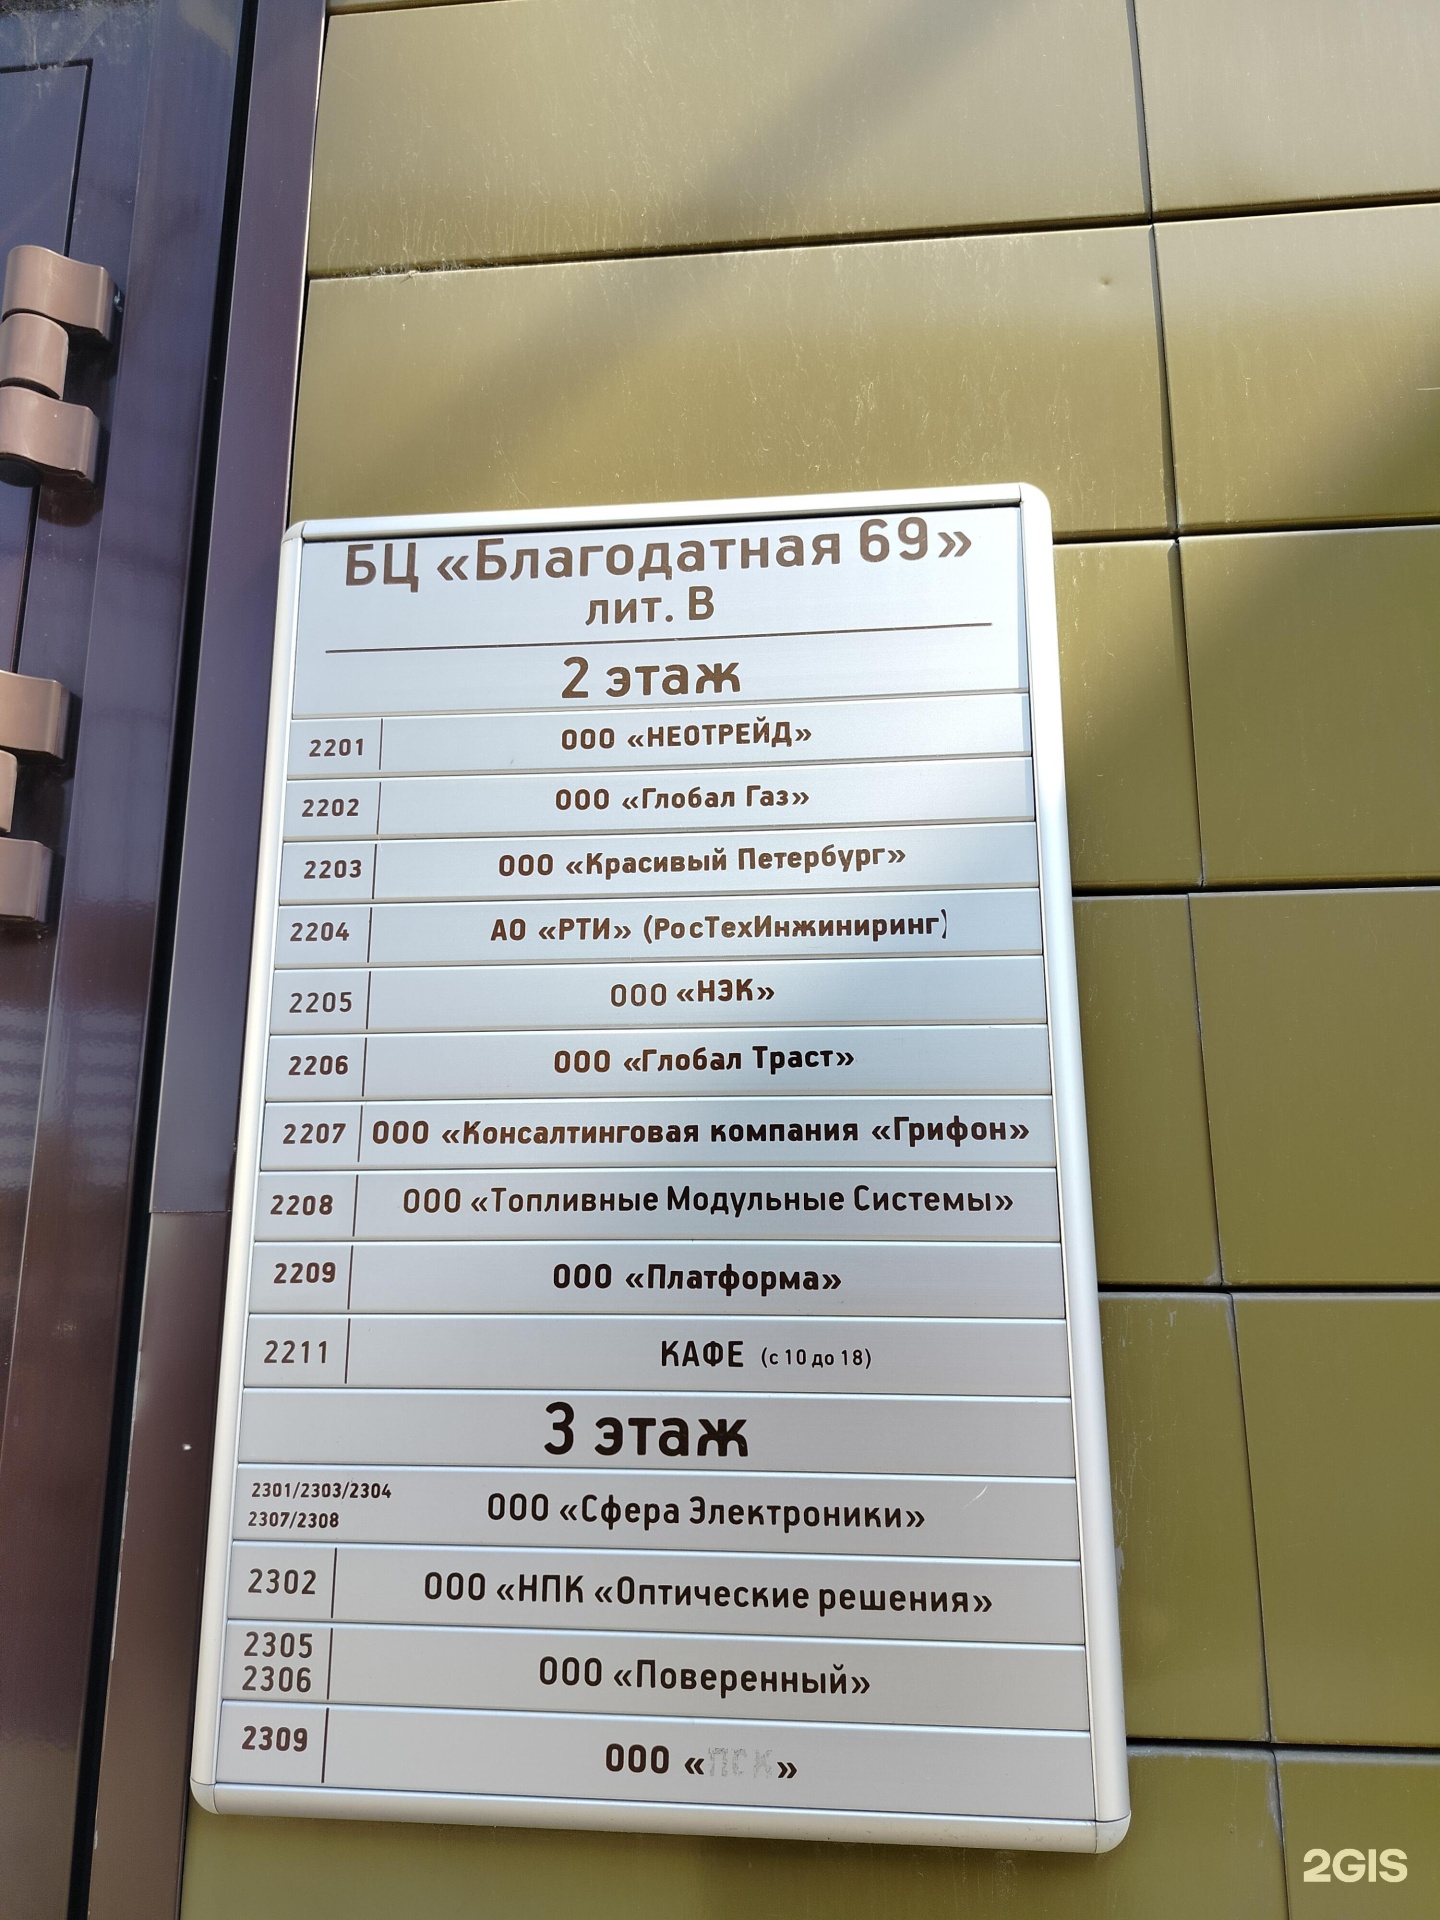 БЦ «Благодатная 69»
лит. В
2 этаж
2201 ООО «НЕОТРЕЙД»
2202 ООО «Глобал Газ»
2203 ООО «Красивый Петербург»
2204 АО «РТИ» (РосТехИнжиниринг)
2205 ООО «НЭК»
2206 ООО «Глобал Траст»
2207 ООО «Консалтинговая компания «Грифон»
2208 ООО «Топливные Модульные Системы»
2209 ООО «Платформа»
2211 КАФЕ (с 10 до 18)
3 этаж
2301/2303/2304
2307/2308 ООО «Сфера Электроники»
2302 ООО «НПК «Оптические решения»
2305
2306 ООО «Поверенный»
2309 ООО «ПСК»
2GIS